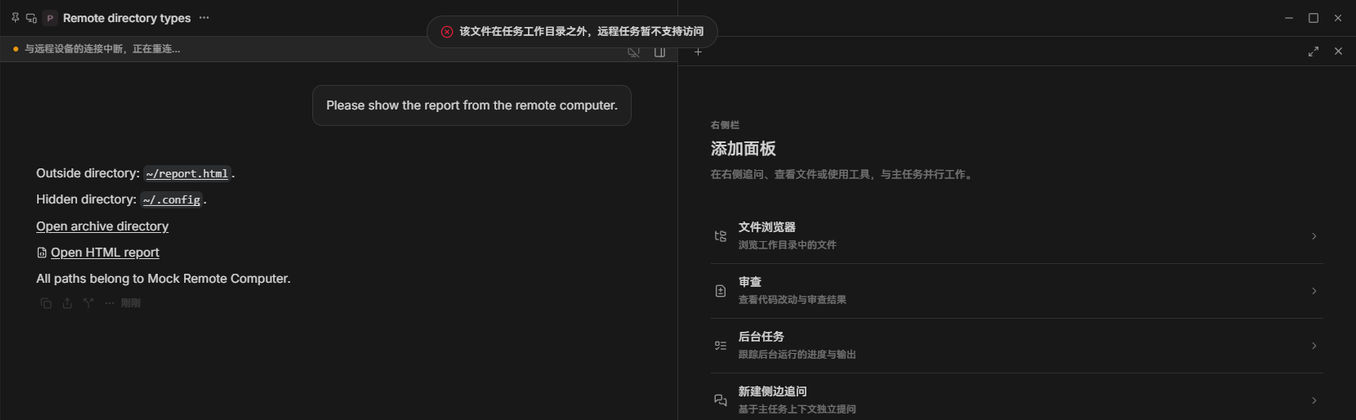 P Remote directory types ...
该文件在任务工作目录之外，远程任务暂不支持访问
与远程设备的连接中断，正在重连...
Please show the report from the remote computer.
Outside directory: ~/report.html.
Hidden directory: ~/.config.
Open archive directory
Open HTML report
All paths belong to Mock Remote Computer.
刚刚
右侧栏
添加面板
在右侧追问、查看文件或使用工具，与主任务并行工作。
文件浏览器
浏览工作目录中的文件
审查
查看代码改动与审查结果
后台任务
跟踪后台运行的进度与输出
新建侧边追问
基于主任务上下文独立提问